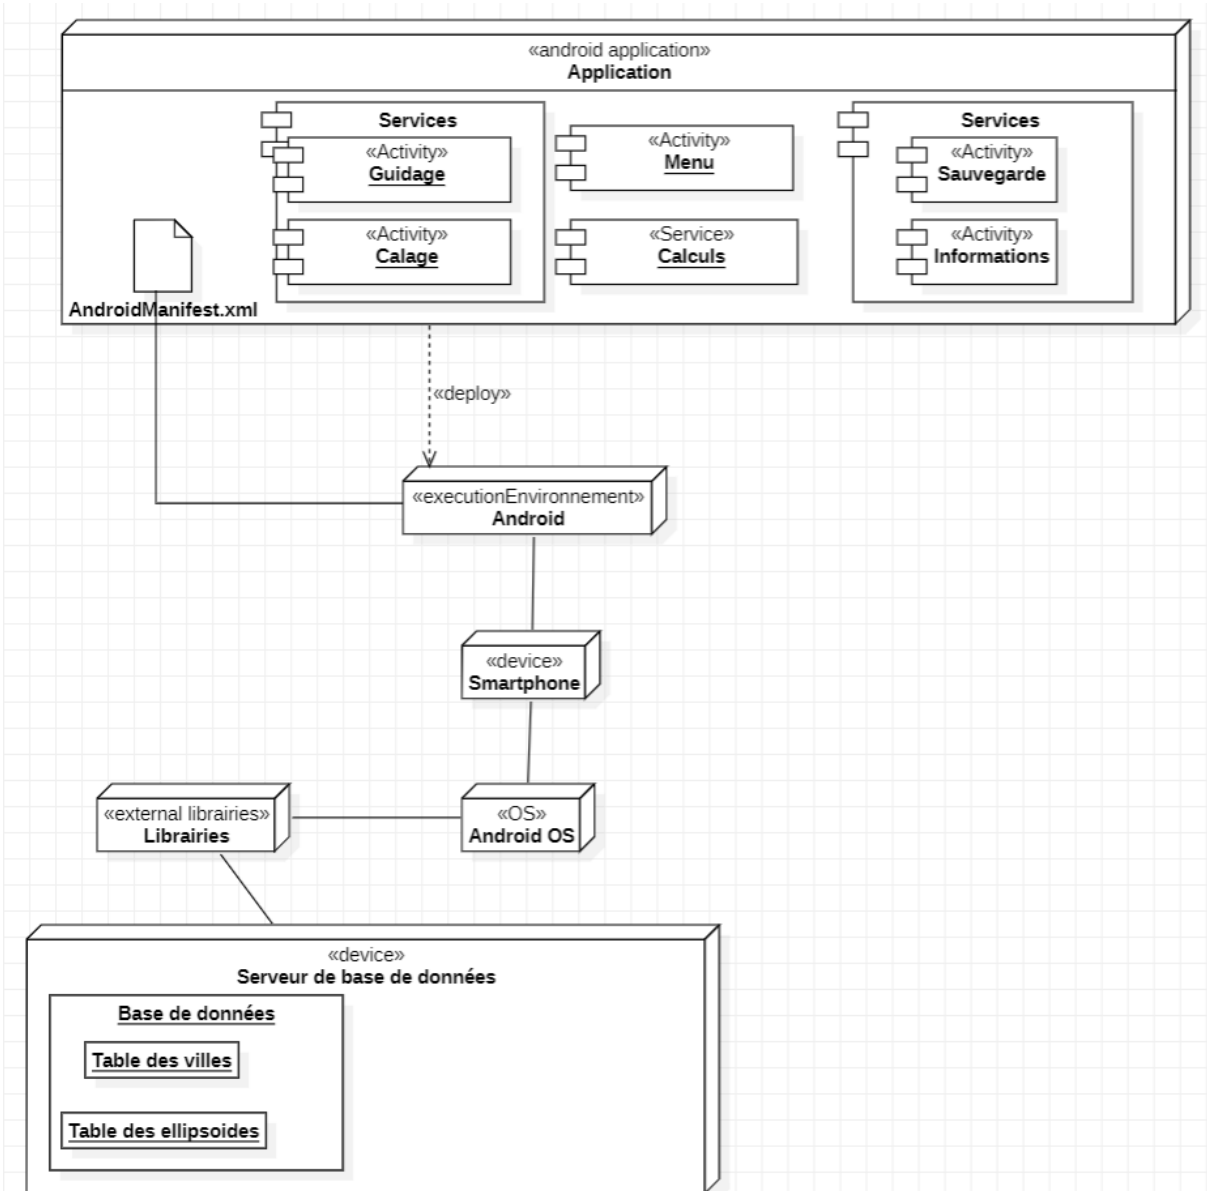 «android application»
Application
Services
«Activity»
Guidage
«Activity»
Calage
«Activity»
Menu
«Service»
Calculs
Services
«Activity»
Sauvegarde
«Activity»
Informations
AndroidManifest.xml
«deploy»
«executionEnvironnement»
Android
«device»
Smartphone
«external librairies»
Librairies
«OS»
Android OS
«device»
Serveur de base de données
Base de données
Table des villes
Table des ellipsoides